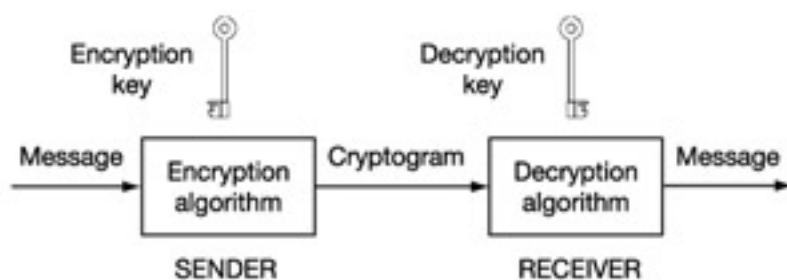 Encryption
key
Decryption
key
Message
Encryption
algorithm
Cryptogram
Decryption
algorithm
Message
SENDER
RECEIVER